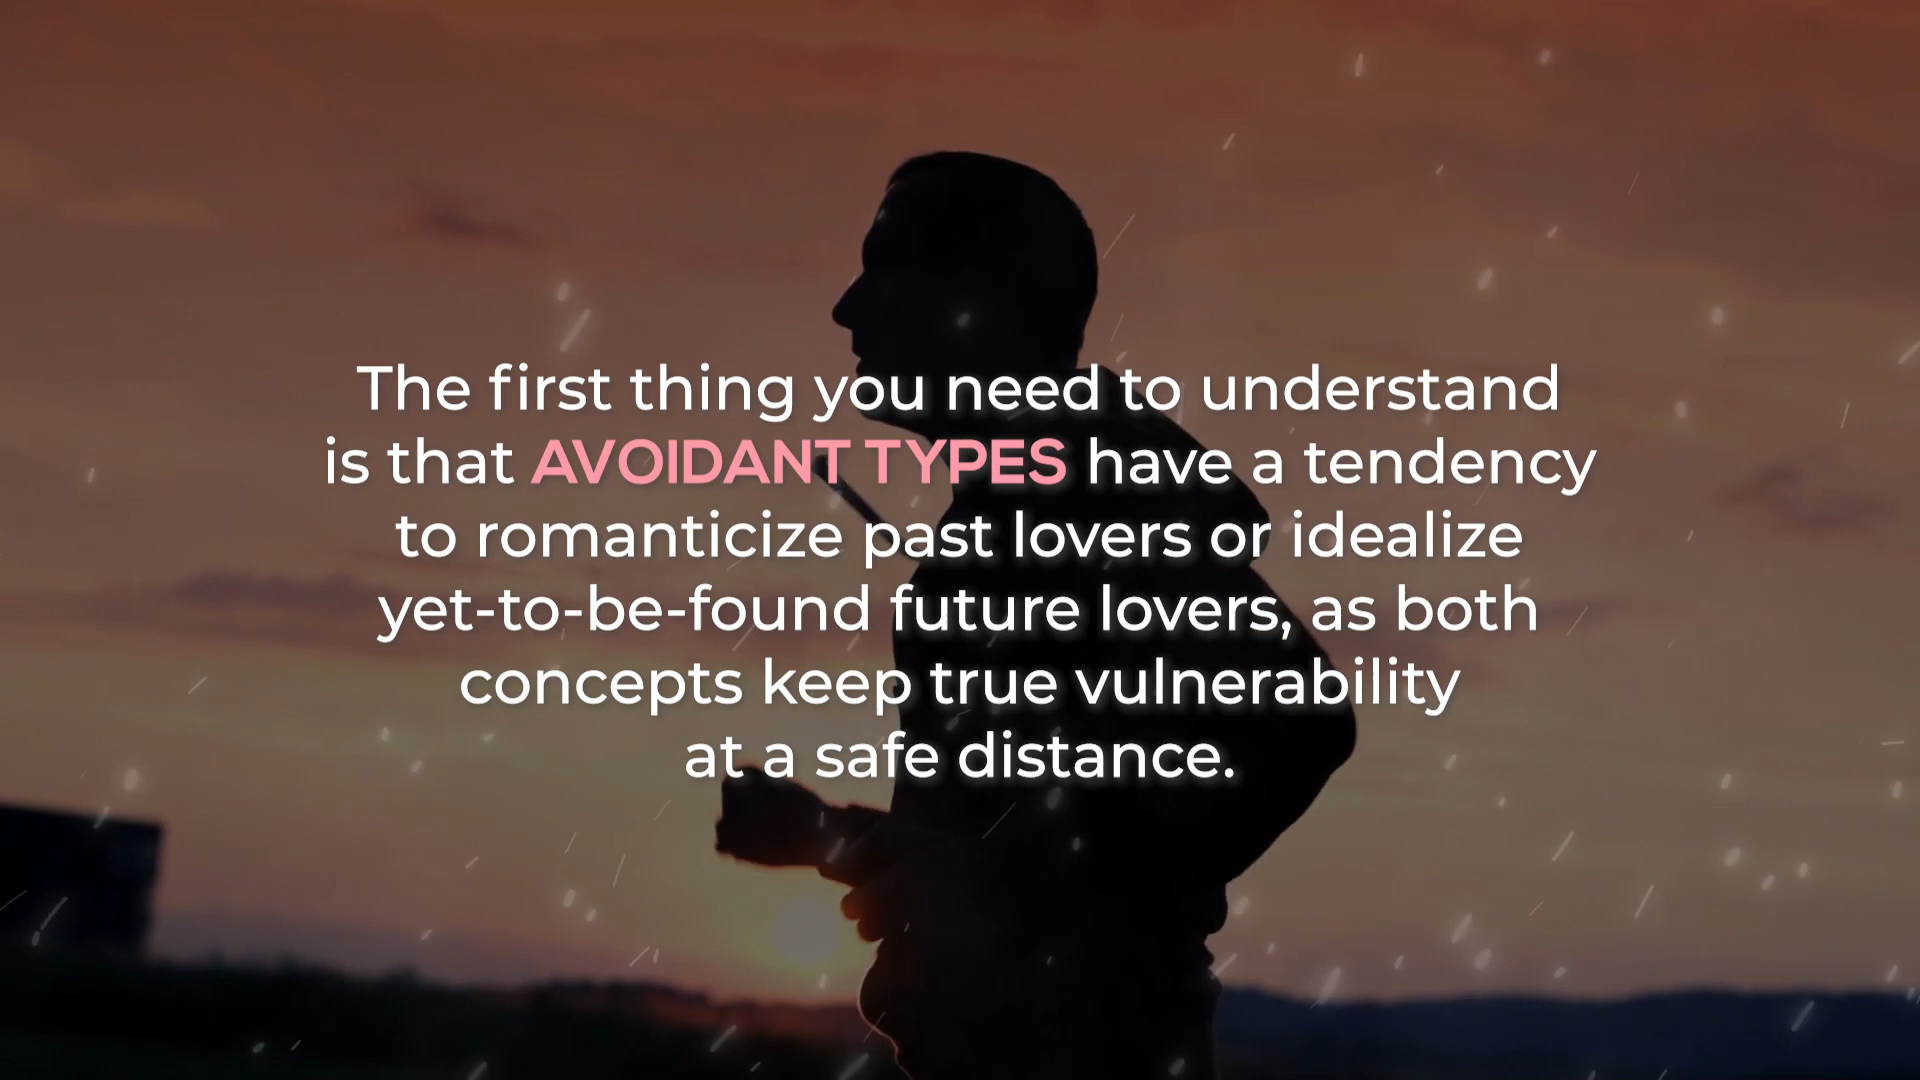 The first thing you need to understand
is that AVOIDANT TYPES have a tendency
to romanticize past lovers or idealize
yet-to-be-found future lovers, as both
concepts keep true vulnerability
at a safe distance.